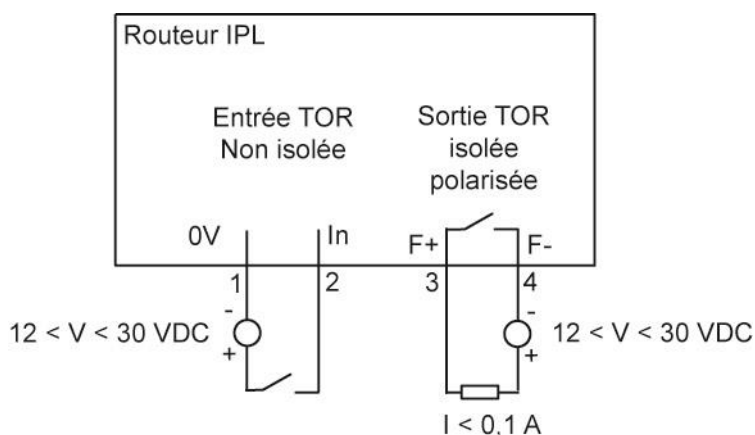 Routeur IPL
Entrée TOR
Non isolée
Sortie TOR
isolée
polarisée
0V
In
F+
F-
1
2
3
4
-
12 < V < 30 VDC
+
-
12 < V < 30 VDC
+
I < 0,1 A